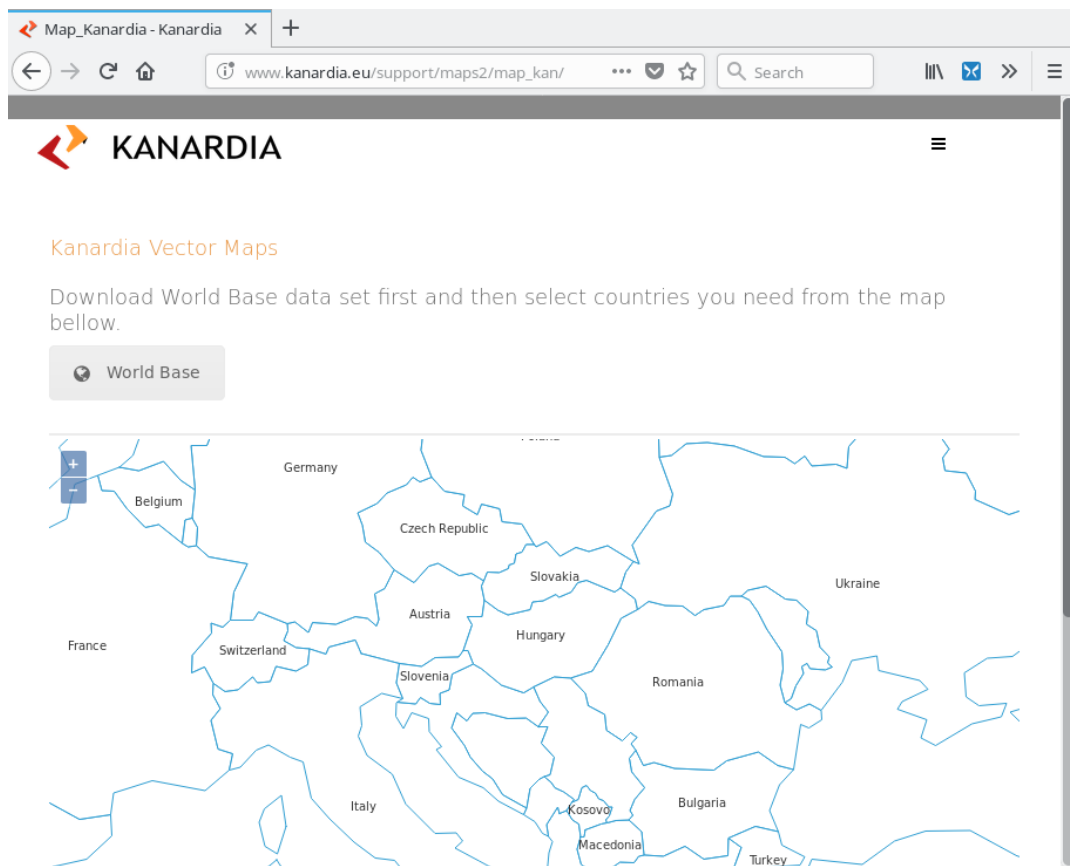 Map_Kanardia - Kanardia
www.kanardia.eu/support/maps2/map_kan/
Search
KANARDIA
Kanardia Vector Maps
Download World Base data set first and then select countries you need from the map
bellow.
World Base
+
Germany
−
Belgium
Czech Republic
Slovakia
Ukraine
Austria
Hungary
France
Switzerland
Slovenia
Romania
Italy
Kosovo
Bulgaria
Macedonia
Turkey